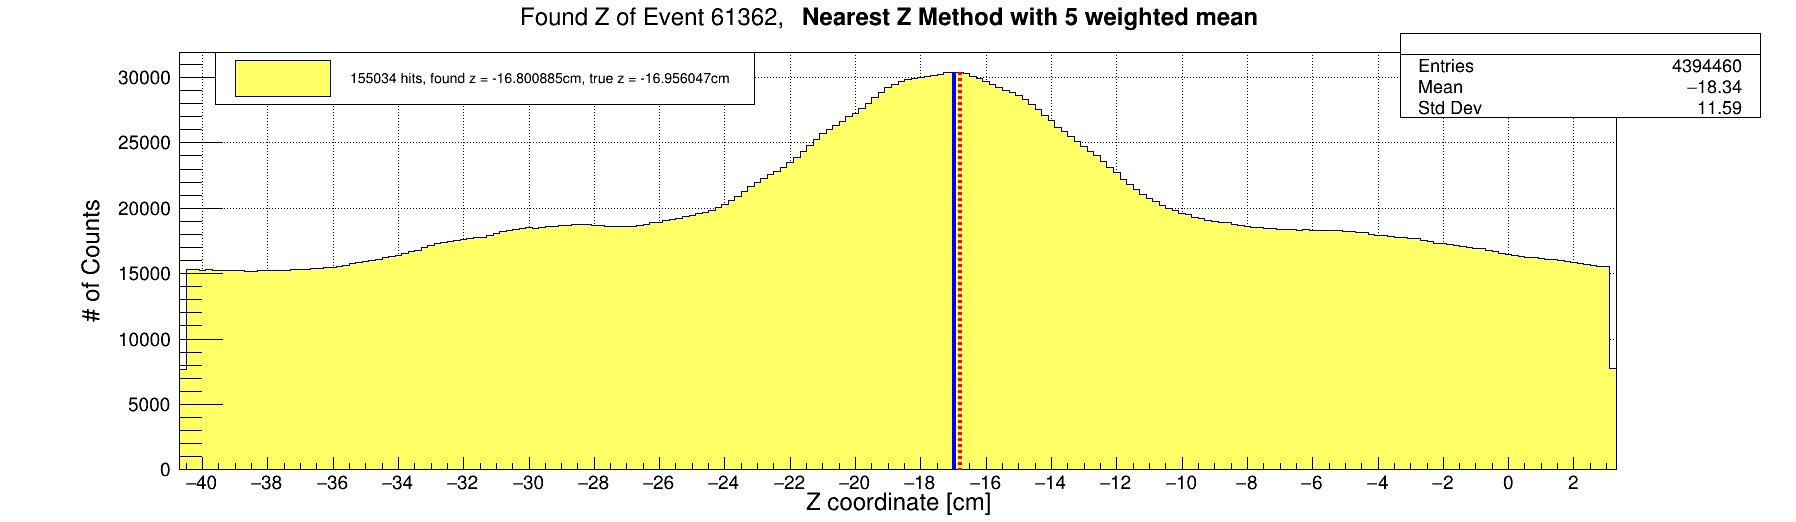 Found Z of Event 61362, Nearest Z Method with 5 weighted mean
155034 hits, found z = -16.800885cm, true z = -16.956047cm
Entries 4394460
Mean −18.34
Std Dev 11.59
# of Counts
30000
25000
20000
15000
10000
5000
0
−40 −38 −36 −34 −32 −30 −28 −26 −24 −22 −20 −18 −16 −14 −12 −10 −8 −6 −4 −2 0 2
Z coordinate [cm]